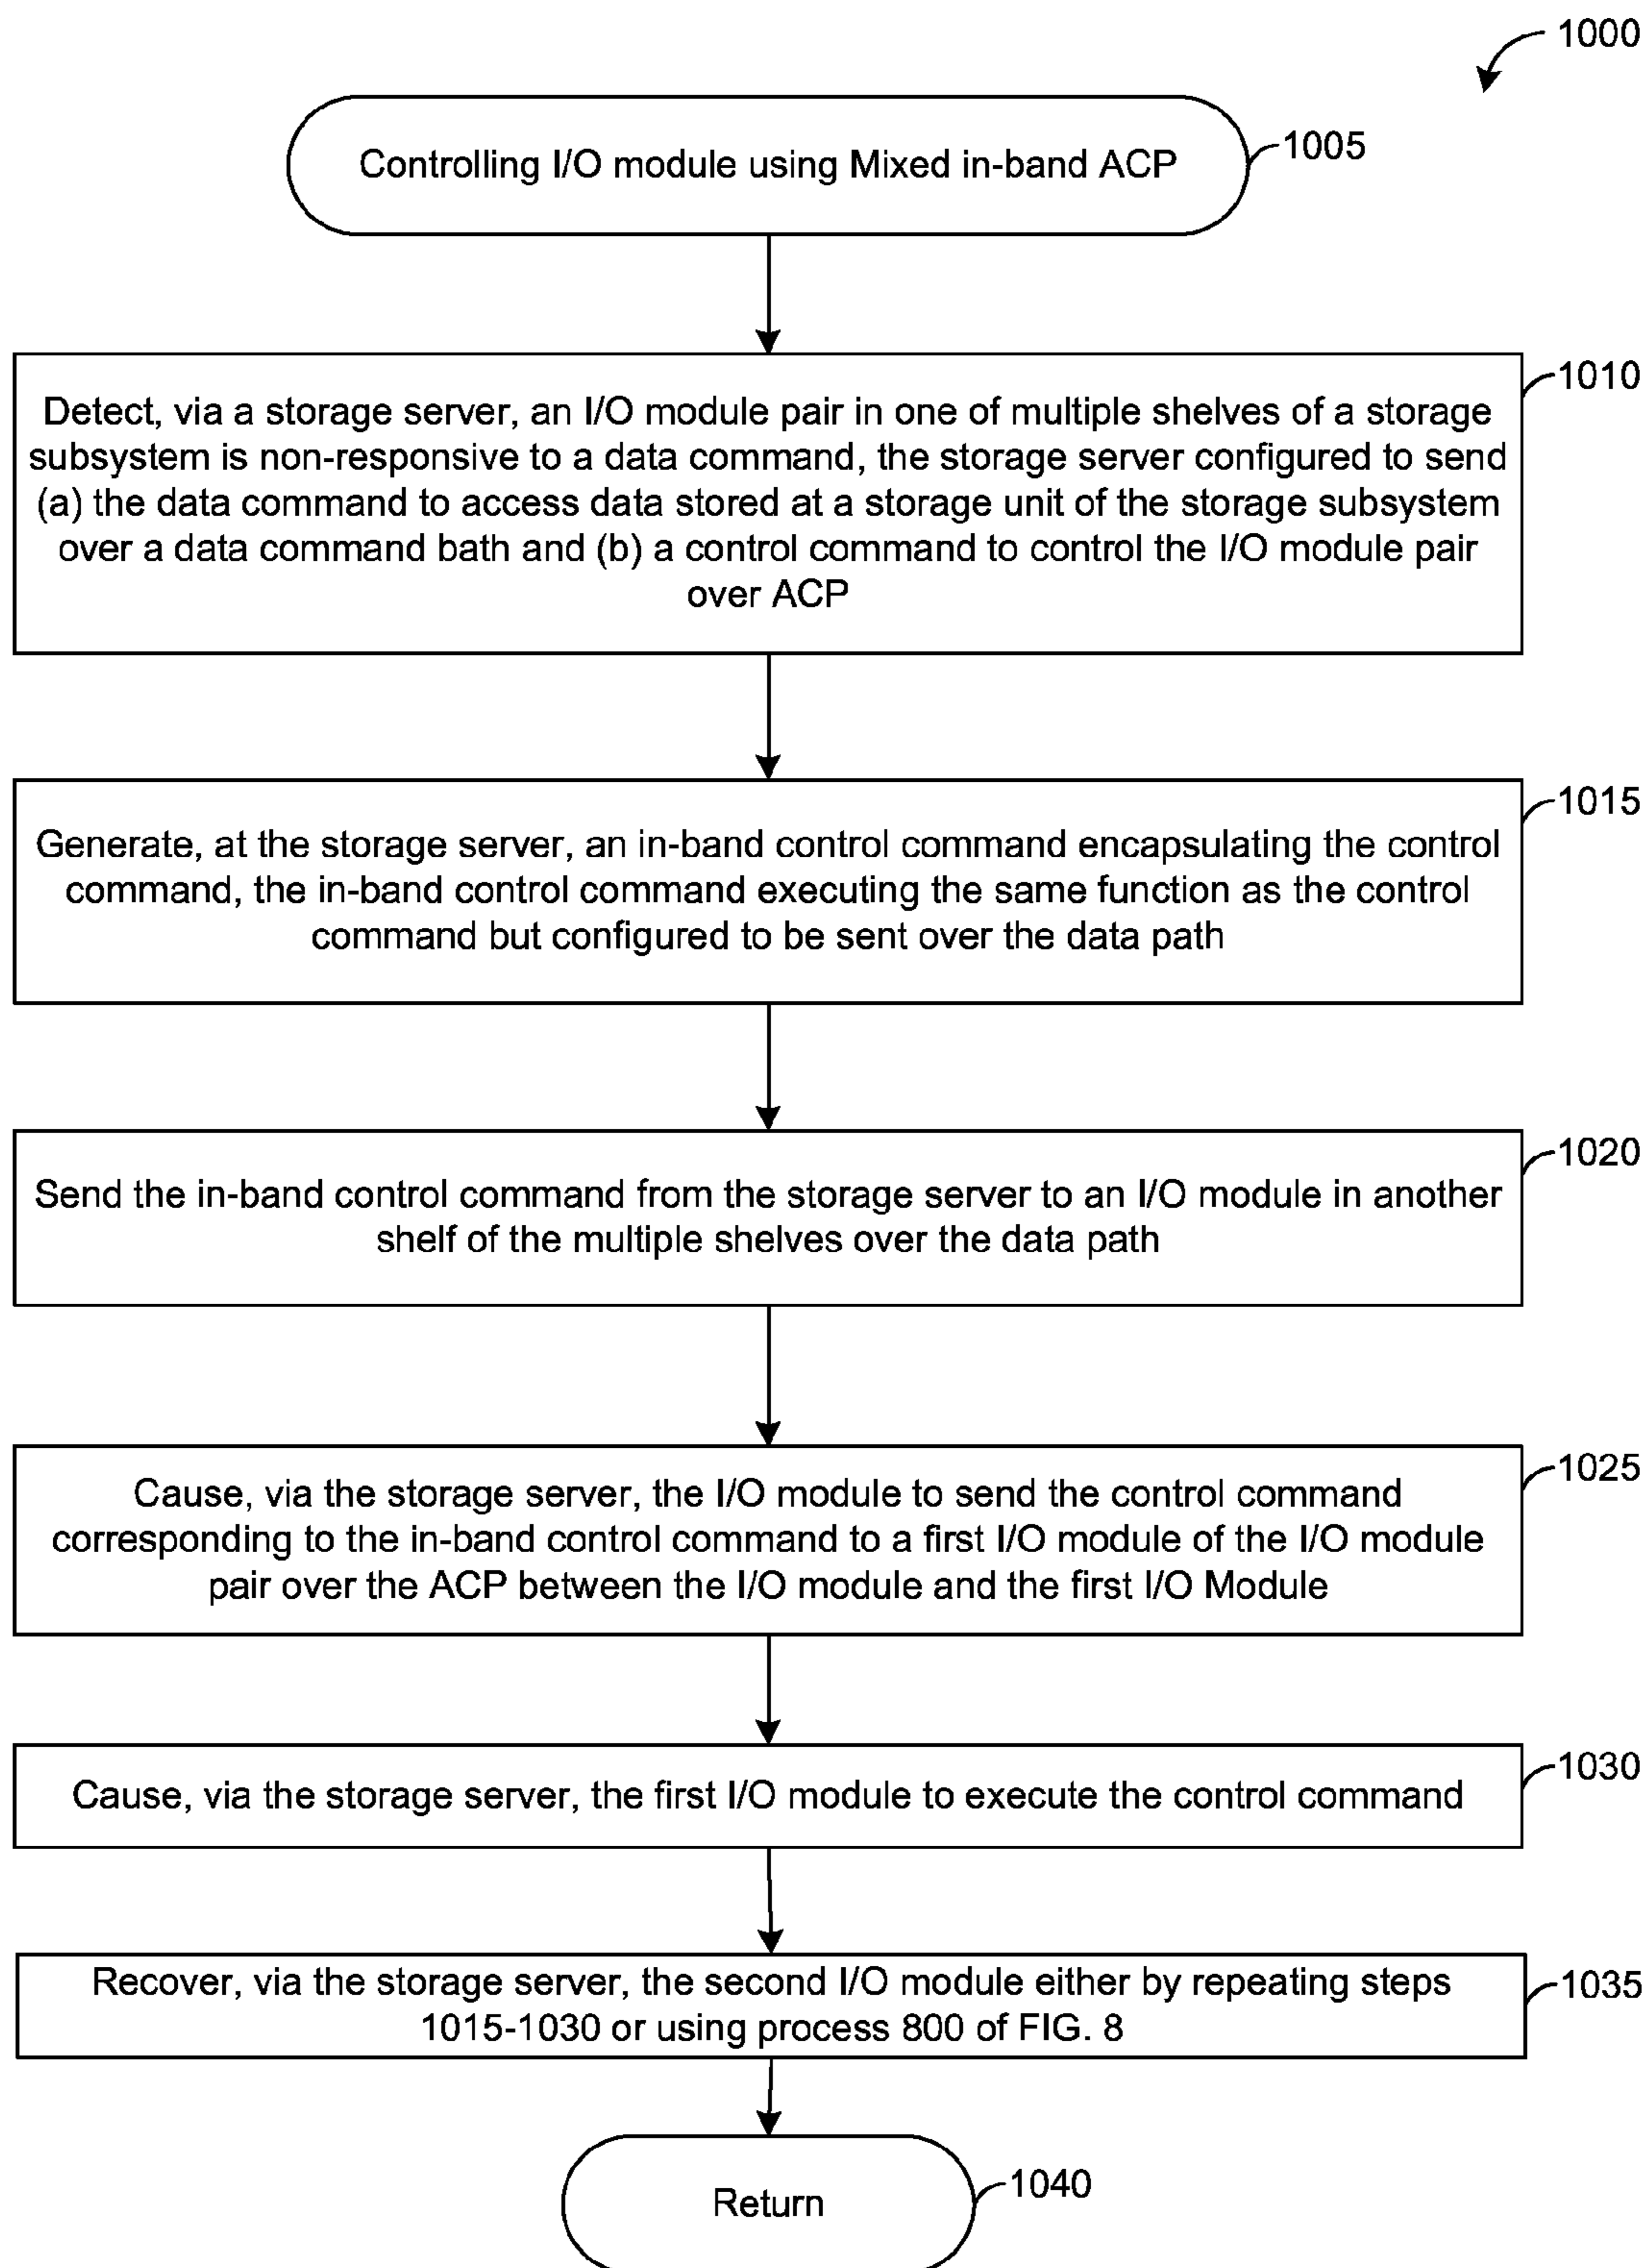 1000
Controlling I/O module using Mixed in-band ACP
1005
Detect, via a storage server, an I/O module pair in one of multiple shelves of a storage
subsystem is non-responsive to a data command, the storage server configured to send
(a) the data command to access data stored at a storage unit of the storage subsystem
over a data command bath and (b) a control command to control the I/O module pair
over ACP
1010
Generate, at the storage server, an in-band control command encapsulating the control
command, the in-band control command executing the same function as the control
command but configured to be sent over the data path
1015
Send the in-band control command from the storage server to an I/O module in another
shelf of the multiple shelves over the data path
1020
Cause, via the storage server, the I/O module to send the control command
corresponding to the in-band control command to a first I/O module of the I/O module
pair over the ACP between the I/O module and the first I/O Module
1025
Cause, via the storage server, the first I/O module to execute the control command
1030
Recover, via the storage server, the second I/O module either by repeating steps
1015-1030 or using process 800 of FIG. 8
1035
Return
1040